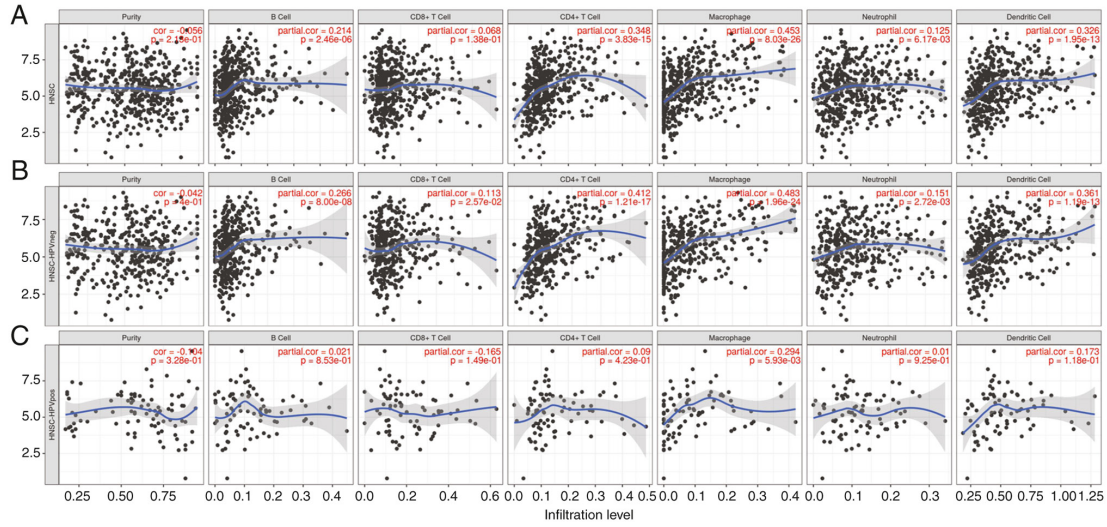 A
Purity
B Cell
CD8+ T Cell
CD4+ T Cell
Macrophage
Neutrophil
Dendritic Cell
HNSC
7.5
5.0
2.5
partial.cor = 0.214
p = 2.46e-06
partial.cor = 0.068
p = 1.38e-01
partial.cor = 0.348
p = 3.83e-15
partial.cor = 0.453
p = 8.03e-26
partial.cor = 0.125
p = 6.17e-03
partial.cor = 0.326
p = 1.95e-13
B
Purity
B Cell
CD8+ T Cell
CD4+ T Cell
Macrophage
Neutrophil
Dendritic Cell
HNSC-HPVneg
7.5
5.0
2.5
cor = -0.042
p = 4e-01
partial.cor = 0.266
p = 8.00e-08
partial.cor = 0.113
p = 2.57e-02
partial.cor = 0.412
p = 1.21e-17
partial.cor = 0.483
p = 1.96e-24
partial.cor = 0.151
p = 2.72e-03
partial.cor = 0.361
p = 1.19e-13
C
Purity
B Cell
CD8+ T Cell
CD4+ T Cell
Macrophage
Neutrophil
Dendritic Cell
HNSC-HPVpos
7.5
5.0
2.5
cor = -0.104
p = 3.28e-01
partial.cor = 0.021
p = 8.53e-01
partial.cor = -0.165
p = 1.49e-01
partial.cor = 0.09
p = 4.23e-01
partial.cor = 0.294
p = 5.93e-03
partial.cor = 0.01
p = 9.25e-01
partial.cor = 0.173
p = 1.18e-01
0.25 0.50 0.75 0.0 0.1 0.2 0.3 0.4 0.0 0.2 0.4 0.6 0.0 0.1 0.2 0.3 0.4 0.5 0.0 0.1 0.2 0.3 0.4 0.0 0.1 0.2 0.3 0.25 0.50 0.75 1.00 1.25
Infiltration level